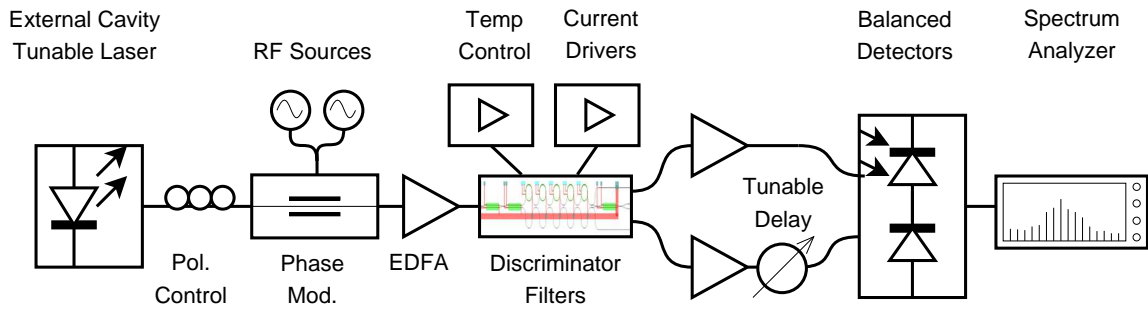 External Cavity
Tunable Laser
RF Sources
Temp
Control
Current
Drivers
Balanced
Detectors
Spectrum
Analyzer
Tunable
Delay
Pol.
Control
Phase
Mod.
EDFA
Discriminator
Filters